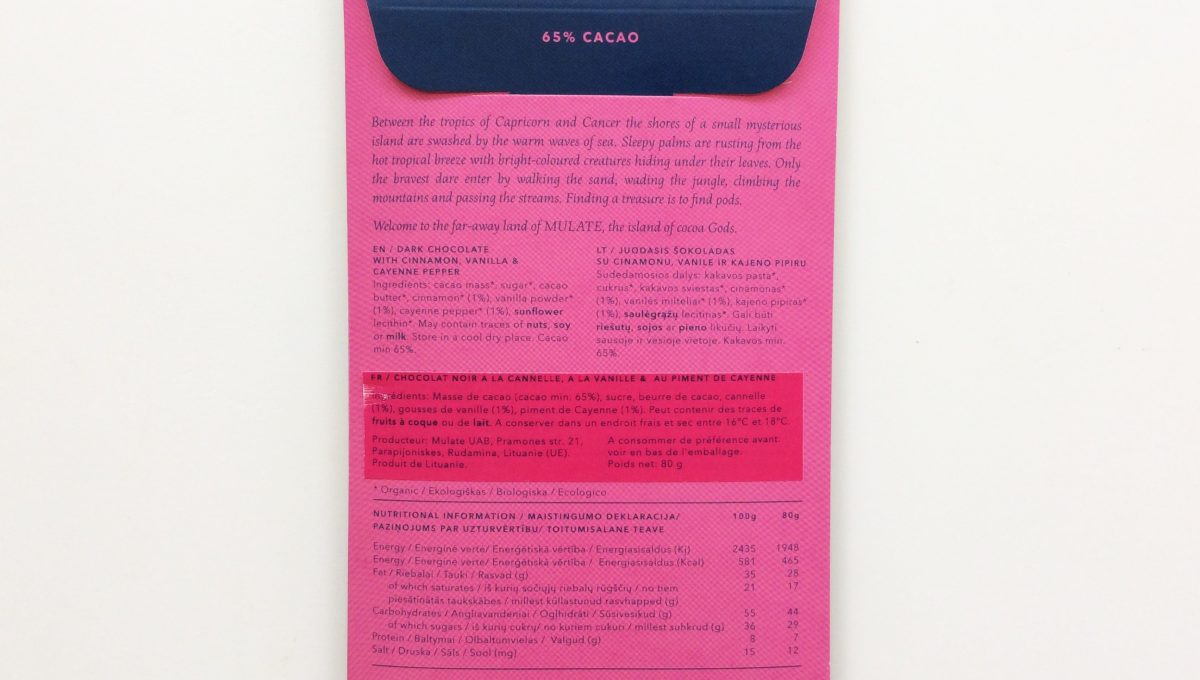 65% CACAO
Between the tropics of Capricorn and Cancer the shores of a small mysterious
island are swashed by the warm waves of sea. Sleepy palms are rusting from the
hot tropical breeze with bright-coloured creatures hiding under their leaves. Only
the bravest dare enter by walking the sand, wading the jungle, climbing the
mountains and passing the streams. Finding a treasure is to find pods.
Welcome to the far-away land of MULATE, the island of cocoa Gods.
EN / DARK CHOCOLATE
WITH CINNAMON, VANILLA &
CAYENNE PEPPER
Ingredients: cacao mass*, sugar*, cacao
butter*, cinnamon* (1%), vanilla powder*
(1%), cayenne pepper* (1%), sunflower
lecithin*. May contain traces of nuts, soy
or milk. Store in a cool dry place. Cacao
min 65%.
LT / JUODASIS ŠOKOLADAS
SU CINAMONU, VANILE IR KAJENO PIPIRU
Sudedamosios dalys: kakavos pasta*,
cukrus*, kakavos sviestas*, cinamonas*
(1%), vanilės milteliai* (1%), kajeno pipiras*
(1%), saulėgrąžų lecitinas*. Gali būti
riešutų, sojos ar pieno likučių. Laikyti
sausoje ir vėsioje vietoje. Kakavos min.
65%.
FR / CHOCOLAT NOIR A LA CANNELLE, A LA VANILLE & AU PIMENT DE CAYENNE
Ingrédients: Masse de cacao (cacao min. 65%), sucre, beurre de cacao, cannelle
(1%), gousses de vanille (1%), piment de Cayenne (1%). Peut contenir des traces de
fruits à coque ou de lait. A conserver dans un endroit frais et sec entre 16°C et 18°C.
Producteur: Mulate UAB, Pramones str. 21,
Parapijoniskes, Rudamina, Lituanie (UE).
Produit de Lituanie.
A consommer de préférence avant:
voir en bas de l'emballage.
Poids net: 80 g
* Organic / Ekologiškas / Biologiska / Ecologico
NUTRITIONAL INFORMATION / MAISTINGUMO DEKLARACIJA/ 100g 80g
PAZIŅOJUMS PAR UZTURVĒRTĪBU/ TOITUMISALANE TEAVE
Energy / Energinė vertė/ Enerģētiskā vērtība / Energiasisaldus (Kj) 2435 1948
Energy / Energinė vertė/ Enerģētiskā vērtība / Energiasisaldus (Kcal) 581 465
Fat / Riebalai / Tauki / Rasvad (g) 35 28
of which saturates / iš kurių sočiųjų riebalų rūgščių / no tiem 21 17
piesātinātās taukskābes / millest küllastunud rasvhapped (g)
Carbohydrates / Angliavandeniai / Ogļhidrāti / Süsivesikud (g) 55 44
of which sugars / iš kurių cukrų/ no kuriem cukuri / millest suhkrud (g) 36 29
Protein / Baltymai / Olbaltumvielas / Valgud (g) 8 7
Salt / Druska / Sāls / Sool (mg) 15 12